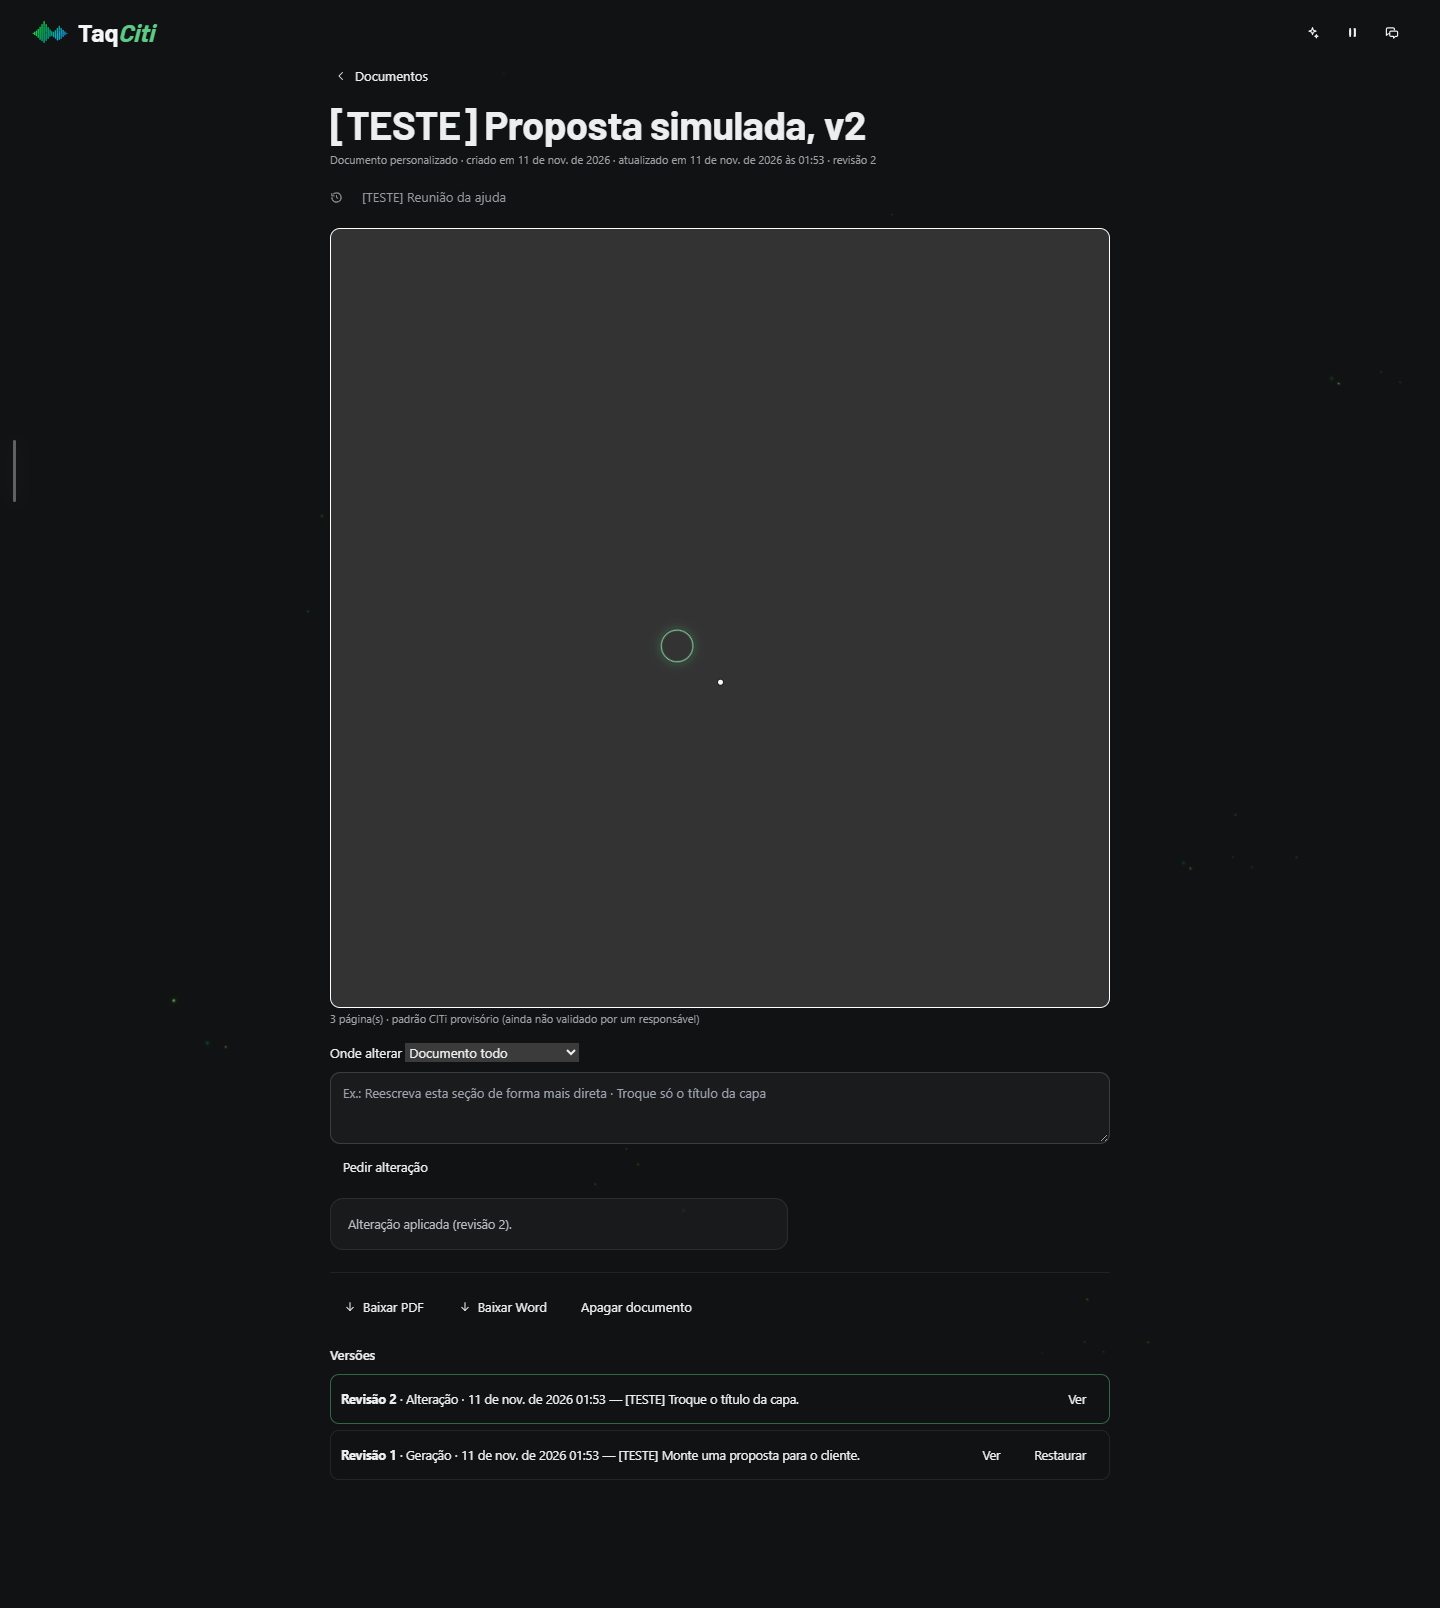 TaqCiti
Documentos
[TESTE] Proposta simulada, v2
Documento personalizado · criado em 11 de nov. de 2026 · atualizado em 11 de nov. de 2026 às 01:53 · revisão 2
[TESTE] Reunião da ajuda
3 página(s) · padrão CITi provisório (ainda não validado por um responsável)
Onde alterar Documento todo
Ex.: Reescreva esta seção de forma mais direta · Troque só o título da capa
Pedir alteração
Alteração aplicada (revisão 2).
Baixar PDF Baixar Word Apagar documento
Versões
Revisão 2 · Alteração · 11 de nov. de 2026 01:53 — [TESTE] Troque o título da capa. Ver
Revisão 1 · Geração · 11 de nov. de 2026 01:53 — [TESTE] Monte uma proposta para o cliente. Ver Restaurar